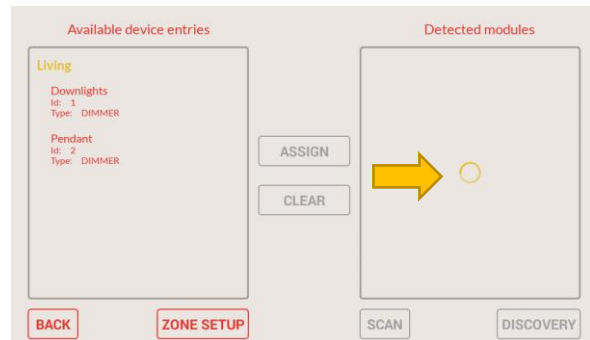 Available device entries
Detected modules
Living
Downlights
Id: 1
Type: DIMMER
Pendant
Id: 2
Type: DIMMER
ASSIGN
CLEAR
BACK
ZONE SETUP
SCAN
DISCOVERY